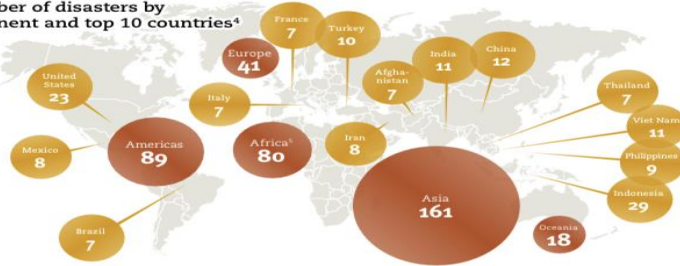 ber of disasters by
nent and top 10 countries⁴
France
7
Turkey
10
Europe
41
India
11
China
12
Afgha-
nistan
7
United
States
23
Italy
7
Thailand
7
Viet Nam
11
Mexico
8
Americas
89
Africa⁵
80
Iran
8
Philippines
9
Asia
161
Indonesia
29
Brazil
7
Oceania
18